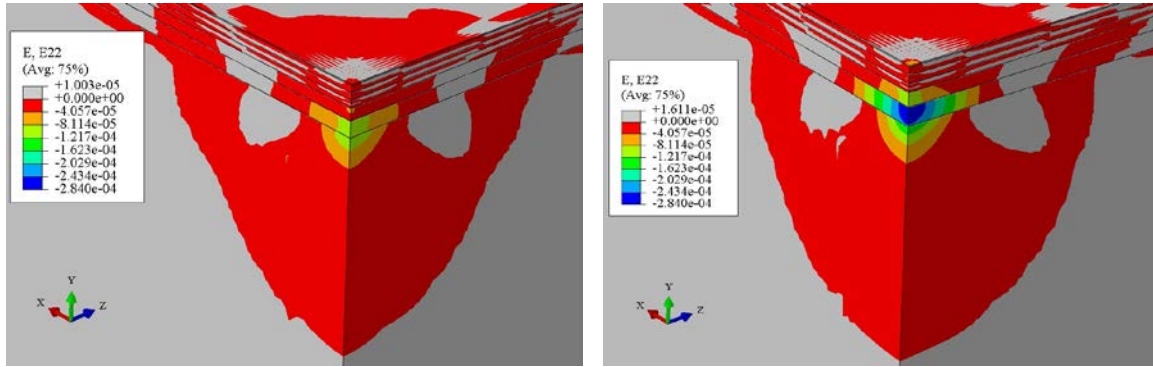 E, E22
(Avg: 75%)
+1.003e-05
+0.000e+00
-4.057e-05
-8.114e-05
-1.217e-04
-1.623e-04
-2.029e-04
-2.434e-04
-2.840e-04
Y
X
Z
E, E22
(Avg: 75%)
+1.611e-05
+0.000e+00
-4.057e-05
-8.114e-05
-1.217e-04
-1.623e-04
-2.029e-04
-2.434e-04
-2.840e-04
Y
X
Z